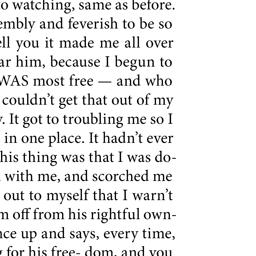 o watching, same as before.
embly and feverish to be so
ell you it made me all over
ar him, because I begun to
WAS most free — and who
couldn't get that out of my
. It got to troubling me so I
in one place. It hadn't ever
his thing was that I was do-
with me, and scorched me
out to myself that I warn't
m off from his rightful own-
nce up and says, every time,
for his free- dom, and you